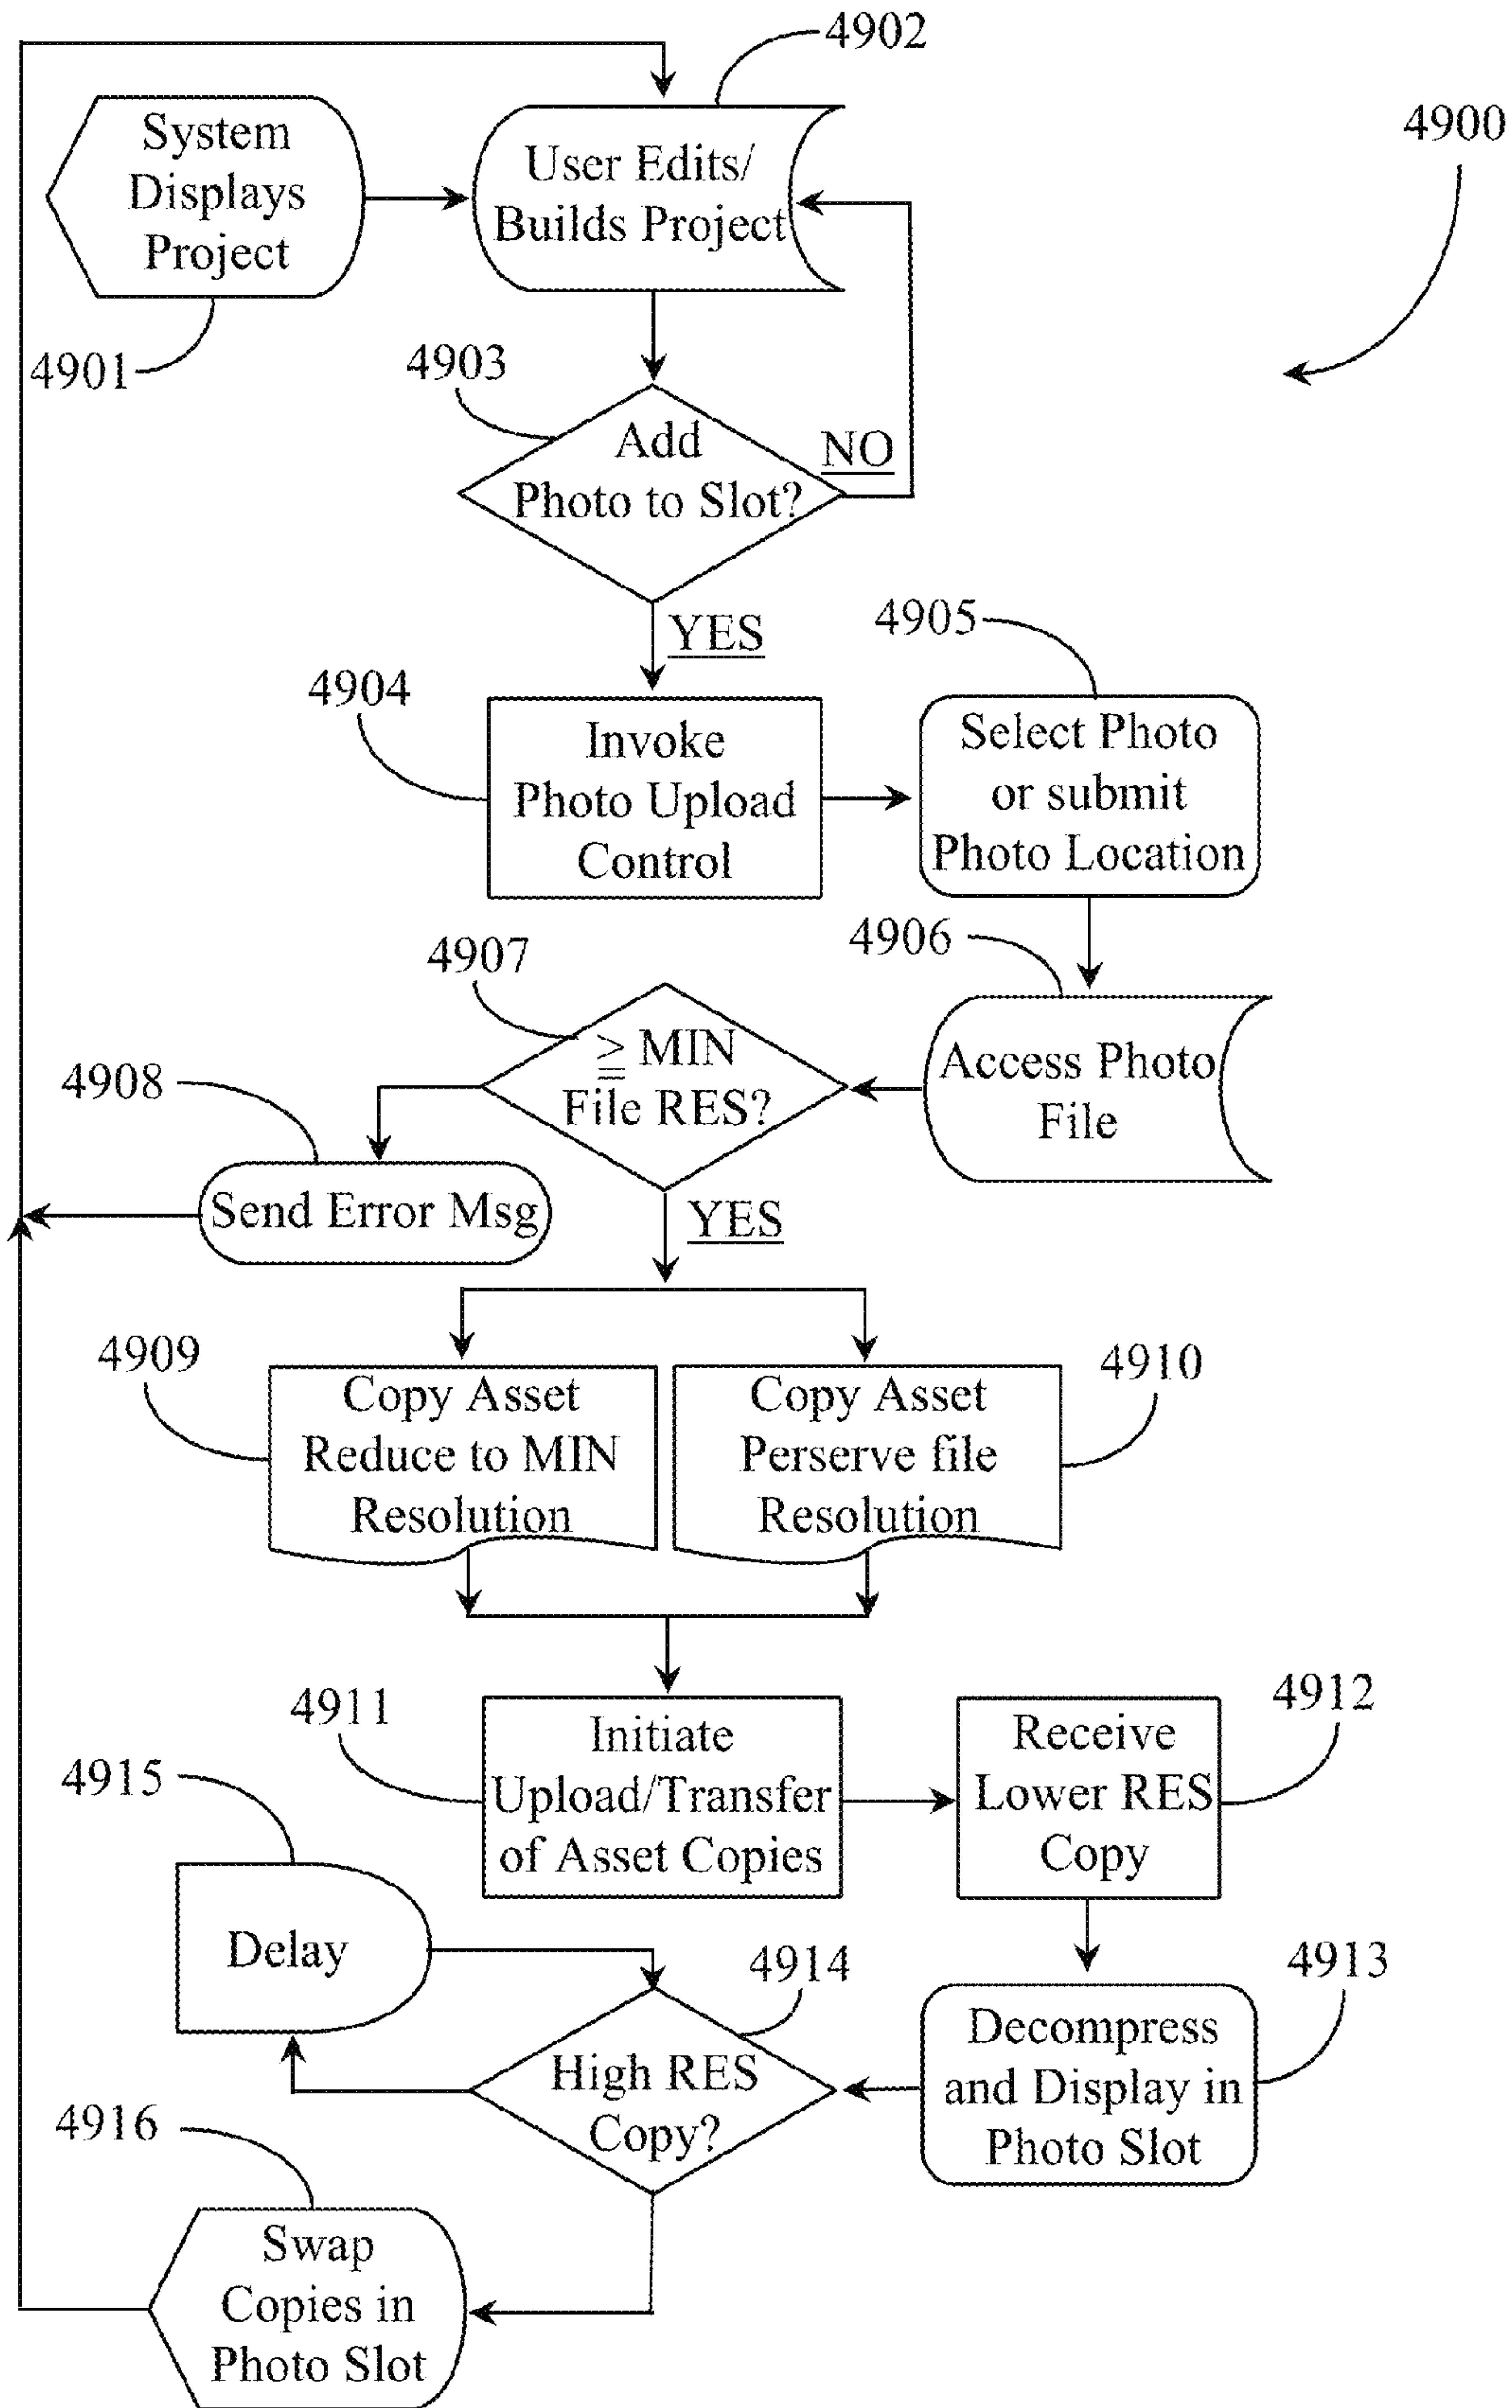 4902
4900
System
Displays
Project
User Edits/
Builds Project
4901
4903
Add
Photo to Slot?
NO
YES
4904
4905
Invoke
Photo Upload
Control
Select Photo
or submit
Photo Location
4906
4907
≧ MIN
File RES?
Access Photo
File
4908
Send Error Msg
YES
4909
4910
Copy Asset
Reduce to MIN
Resolution
Copy Asset
Perserve file
Resolution
4911
4912
Initiate
Upload/Transfer
of Asset Copies
Receive
Lower RES
Copy
4915
Delay
4914
4913
High RES
Copy?
Decompress
and Display in
Photo Slot
4916
Swap
Copies in
Photo Slot